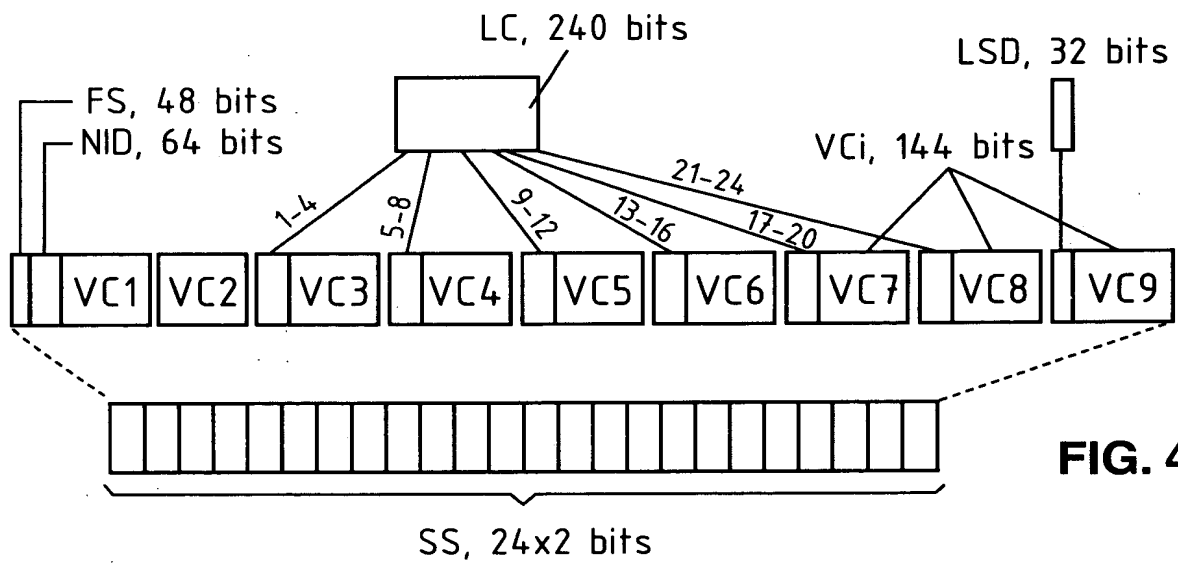 LC, 240 bits
LSD, 32 bits
FS, 48 bits
NID, 64 bits
VCi, 144 bits
1-4
5-8
9-12
13-16
17-20
21-24
VC1
VC2
VC3
VC4
VC5
VC6
VC7
VC8
VC9
FIG. 4
SS, 24x2 bits